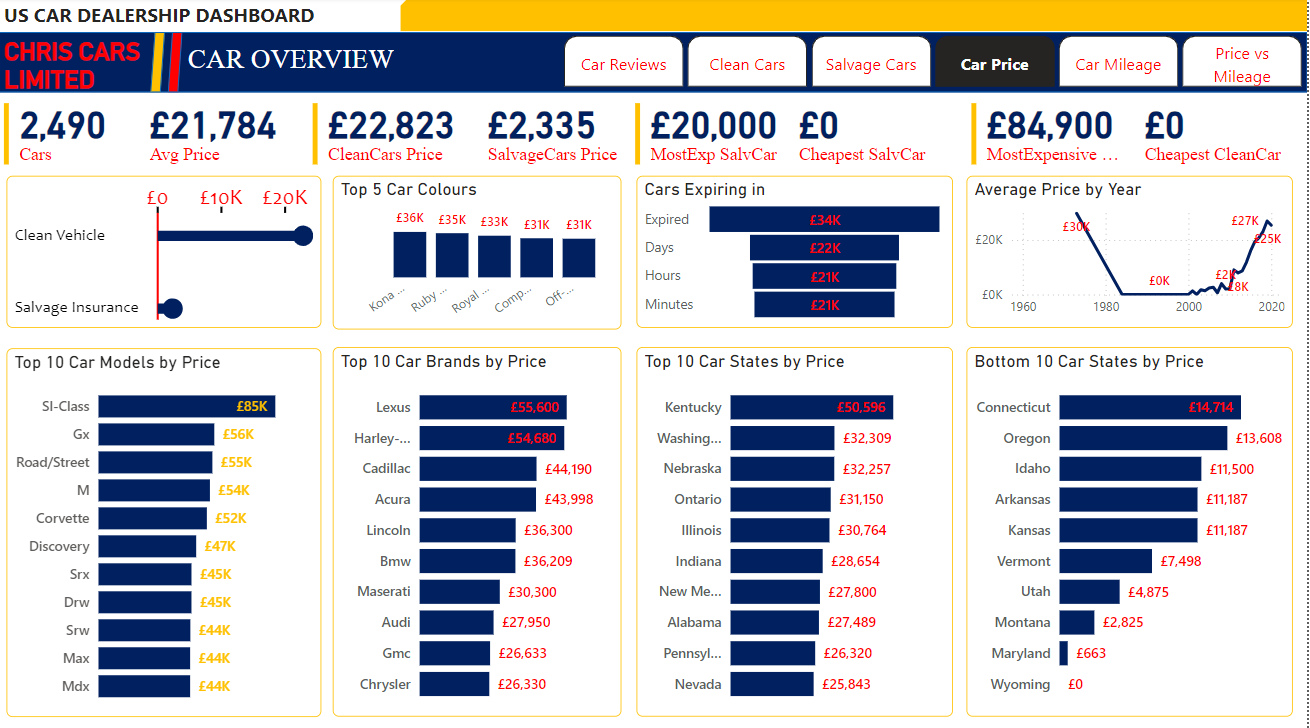 US CAR DEALERSHIP DASHBOARD
CHRIS CARS
LIMITED
CAR OVERVIEW
Car Reviews
Clean Cars
Salvage Cars
Car Price
Car Mileage
Price vs
Mileage
2,490
Cars
£21,784
Avg Price
£22,823
CleanCars Price
£2,335
SalvageCars Price
£20,000
MostExp SalvCar
£0
Cheapest SalvCar
£84,900
MostExpensive ...
£0
Cheapest CleanCar
£0 £10K £20K
Clean Vehicle
Salvage Insurance
Top 5 Car Colours
£36K £35K £33K £31K £31K
Kona ... Ruby ... Royal ... Comp... Off-...
Cars Expiring in
Expired £34K
Days £22K
Hours £21K
Minutes £21K
Average Price by Year
£20K
£0K
£30K
£0K
£2K
£8K
£27K
£25K
1960 1980 2000 2020
Top 10 Car Models by Price
Sl-Class £85K
Gx £56K
Road/Street £55K
M £54K
Corvette £52K
Discovery £47K
Srx £45K
Drw £45K
Srw £44K
Max £44K
Mdx £44K
Top 10 Car Brands by Price
Lexus £55,600
Harley-... £54,680
Cadillac £44,190
Acura £43,998
Lincoln £36,300
Bmw £36,209
Maserati £30,300
Audi £27,950
Gmc £26,633
Chrysler £26,330
Top 10 Car States by Price
Kentucky £50,596
Washing... £32,309
Nebraska £32,257
Ontario £31,150
Illinois £30,764
Indiana £28,654
New Me... £27,800
Alabama £27,489
Pennsyl... £26,320
Nevada £25,843
Bottom 10 Car States by Price
Connecticut £14,714
Oregon £13,608
Idaho £11,500
Arkansas £11,187
Kansas £11,187
Vermont £7,498
Utah £4,875
Montana £2,825
Maryland £663
Wyoming £0